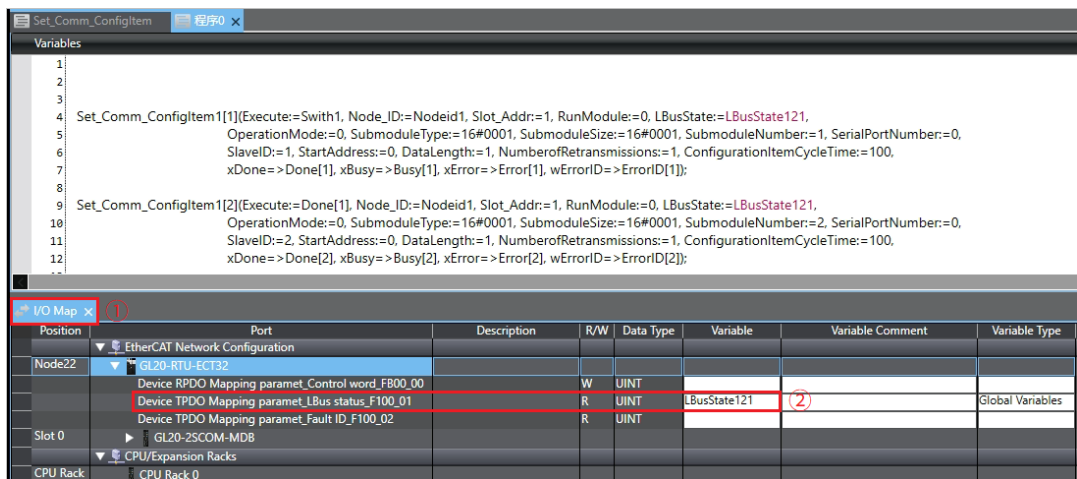 Set_Comm_ConfigItem 程序0 ×
Variables
1
2
3
4 Set_Comm_ConfigItem1[1](Execute:=Swith1, Node_ID:=Nodeid1, Slot_Addr:=1, RunModule:=0, LBusState:=LBusState121,
5 OperationMode:=0, SubmoduleType:=16#0001, SubmoduleSize:=16#0001, SubmoduleNumber:=1, SerialPortNumber:=0,
6 SlaveID:=1, StartAddress:=0, DataLength:=1, NumberofRetransmissions:=1, ConfigurationItemCycleTime:=100,
7 xDone=>Done[1], xBusy=>Busy[1], xError=>Error[1], wErrorID=>ErrorID[1]);
8
9 Set_Comm_ConfigItem1[2](Execute:=Done[1], Node_ID:=Nodeid1, Slot_Addr:=1, RunModule:=0, LBusState:=LBusState121,
10 OperationMode:=0, SubmoduleType:=16#0001, SubmoduleSize:=16#0001, SubmoduleNumber:=2, SerialPortNumber:=0,
11 SlaveID:=2, StartAddress:=0, DataLength:=1, NumberofRetransmissions:=1, ConfigurationItemCycleTime:=100,
12 xDone=>Done[2], xBusy=>Busy[2], xError=>Error[2], wErrorID=>ErrorID[2]);
I/O Map × ①
Position Port Description R/W Data Type Variable Variable Comment Variable Type
EtherCAT Network Configuration
Node22 GL20-RTU-ECT32
Device RPDO Mapping paramet_Control word_FB00_00 W UINT
Device TPDO Mapping paramet_LBus status_F100_01 R UINT LBusState121 ② Global Variables
Device TPDO Mapping paramet_Fault ID_F100_02 R UINT
Slot 0 GL20-2SCOM-MDB
CPU/Expansion Racks
CPU Rack CPU Rack 0